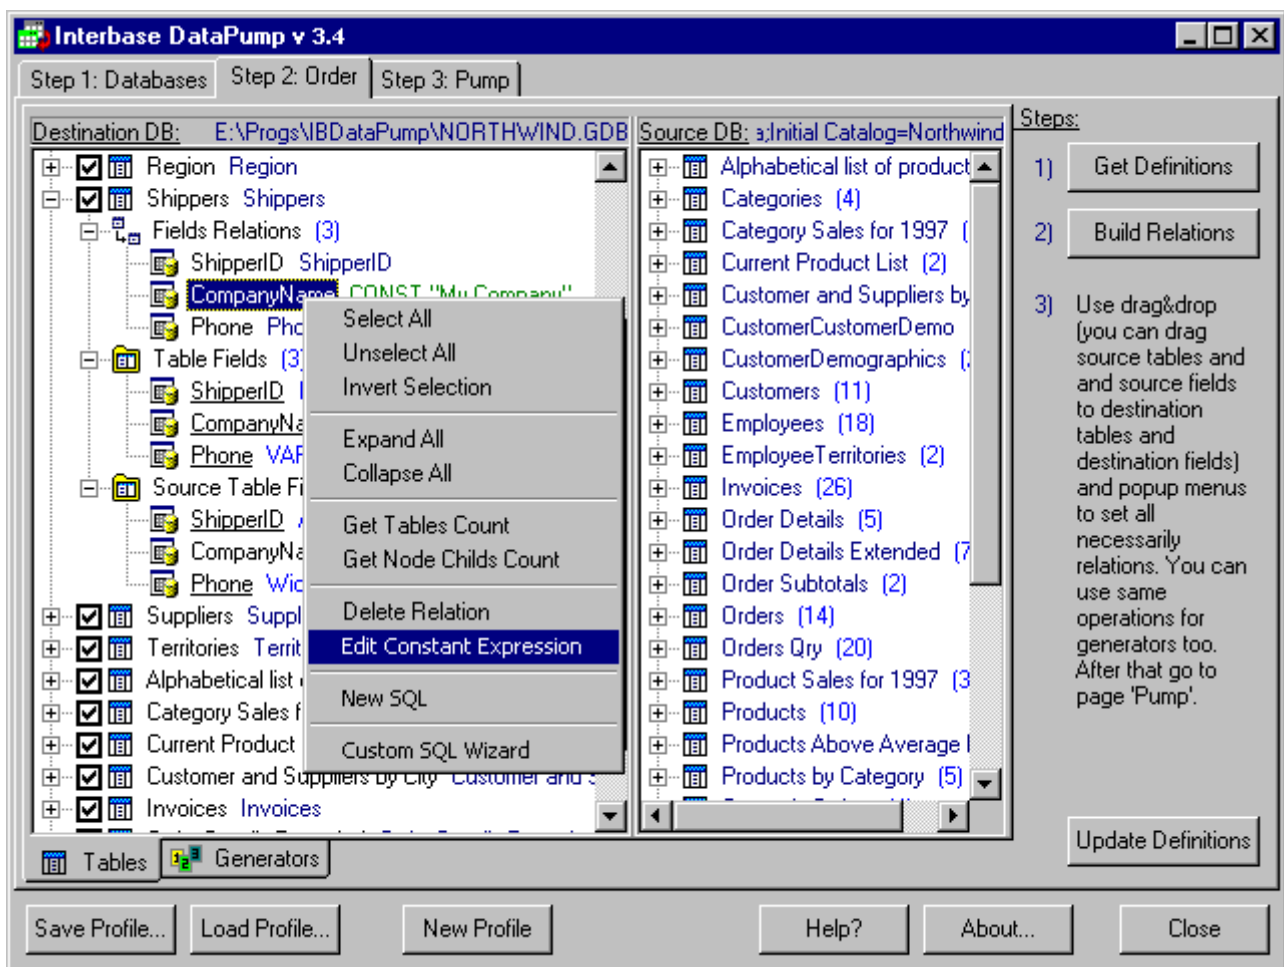 Interbase DataPump v 3.4
Step 1: Databases
Step 2: Order
Step 3: Pump
Destination DB: E:\Progs\IBDataPump\NORTHWIND.GDB
Region Region
Shippers Shippers
Fields Relations (3)
ShipperID ShipperID
CompanyName CONST "My Company"
Phone
Table Fields (3)
ShipperID
Phone
Source Table
ShipperID
Phone
Suppliers
Territories
Alphabetical list
Category Sales
Current Product
Customer and Suppliers by City Customer and
Invoices Invoices
Select All
Unselect All
Invert Selection
Expand All
Collapse All
Get Tables Count
Get Node Childs Count
Delete Relation
Edit Constant Expression
New SQL
Custom SQL Wizard
Source DB: a;Initial Catalog=Northwind
Alphabetical list of product
Categories (4)
Category Sales for 1997 (
Current Product List (2)
Customer and Suppliers by
CustomerCustomerDemo
CustomerDemographics (
Customers (11)
Employees (18)
EmployeeTerritories (2)
Invoices (26)
Order Details (5)
Order Details Extended (7
Order Subtotals (2)
Orders (14)
Orders Qry (20)
Product Sales for 1997 (3
Products (10)
Products Above Average
Products by Category (5)
Steps:
1) Get Definitions
2) Build Relations
3) Use drag&drop
(you can drag
source tables and
and source fields
to destination
tables and
destination fields)
and popup menus
to set all
necessarily
relations. You can
use same
operations for
generators too.
After that go to
page 'Pump'.
Update Definitions
Tables
Generators
Save Profile...
Load Profile...
New Profile
Help?
About...
Close